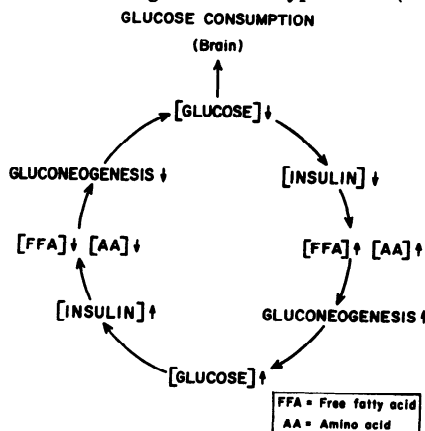 GLUCOSE CONSUMPTION
(Brain)
[GLUCOSE]↓
GLUCONEOGENESIS ↓
[INSULIN]↓
[FFA]↓ [AA]↓
[FFA]↑ [AA]↑
[INSULIN]↑
GLUCONEOGENESIS ↑
[GLUCOSE]↑
FFA = Free fatty acid
AA = Amino acid